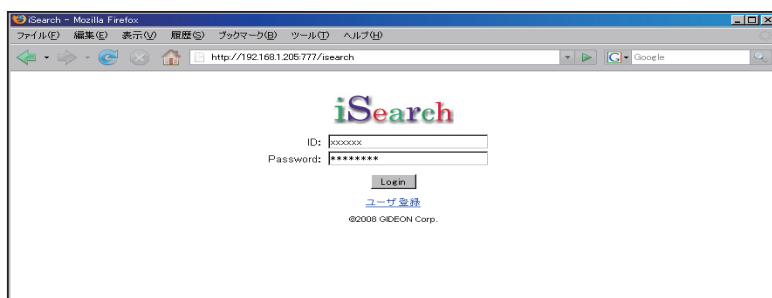 iSearch - Mozilla Firefox
ファイル(F) 編集(E) 表示(V) 履歴(S) ブックマーク(B) ツール(T) ヘルプ(H)
http://192.168.1.205:777/isearch
G Google
iSearch
ID: xxxxxx
Password: ********
Login
ユーザ登録
©2008 GIDEON Corp.